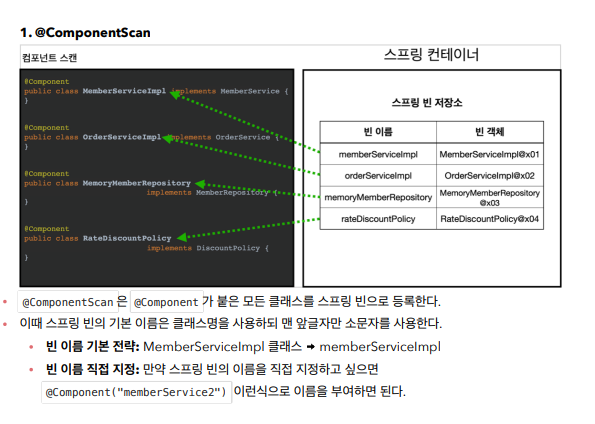 1. @ComponentScan
컴포넌트 스캔
스프링 컨테이너
@Component
public class MemberServiceImpl implements MemberService {
}
@Component
public class OrderServiceImpl implements OrderService {
}
@Component
public class MemoryMemberRepository
implements MemberRepository {
}
@Component
public class RateDiscountPolicy
implements DiscountPolicy {
}
스프링 빈 저장소
빈 이름 빈 객체
memberServiceImpl MemberServiceImpl@x01
orderServiceImpl OrderServiceImpl@x02
memoryMemberRepository MemoryMemberRepository
@x03
rateDiscountPolicy RateDiscountPolicy@x04
• @ComponentScan 은 @Component 가 붙은 모든 클래스를 스프링 빈으로 등록한다.
• 이때 스프링 빈의 기본 이름은 클래스명을 사용하되 맨 앞글자만 소문자를 사용한다.
• 빈 이름 기본 전략: MemberServiceImpl 클래스 → memberServiceImpl
• 빈 이름 직접 지정: 만약 스프링 빈의 이름을 직접 지정하고 싶으면
@Component("memberService2") 이런식으로 이름을 부여하면 된다.